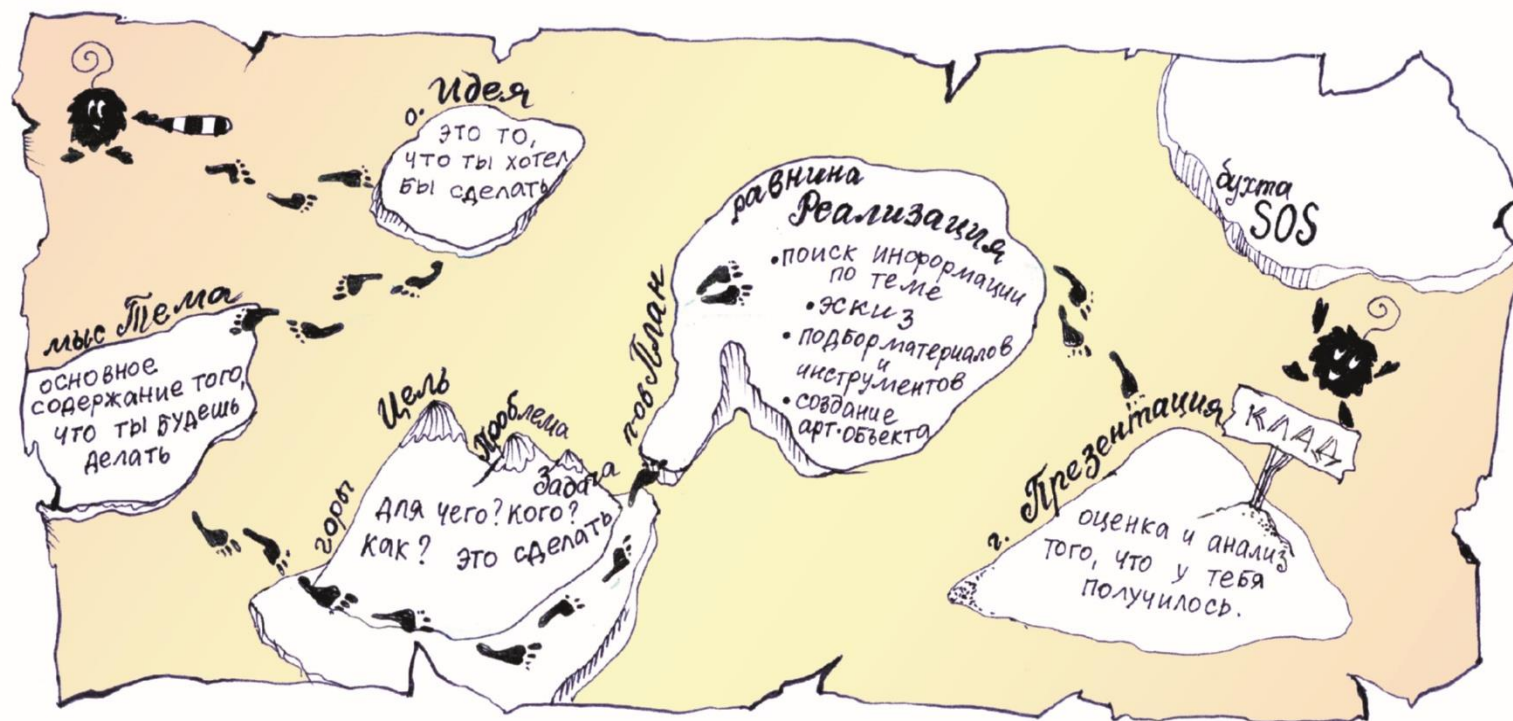 о. Идея
это то,
что ты хотел
бы сделать
мыс Тема
основное
содержание того,
что ты будешь
делать
горы
Цель
Проблема
Задача
для чего? кого?
как? это сделать
п-ов План
равнина
Реализация
• поиск информации
по теме
• эскиз
• подбор материалов
и
инструментов
• создание
арт-объекта
г. Презентация
КЛАД
оценка и анализ
того, что у тебя
получилось.
бухта
SOS